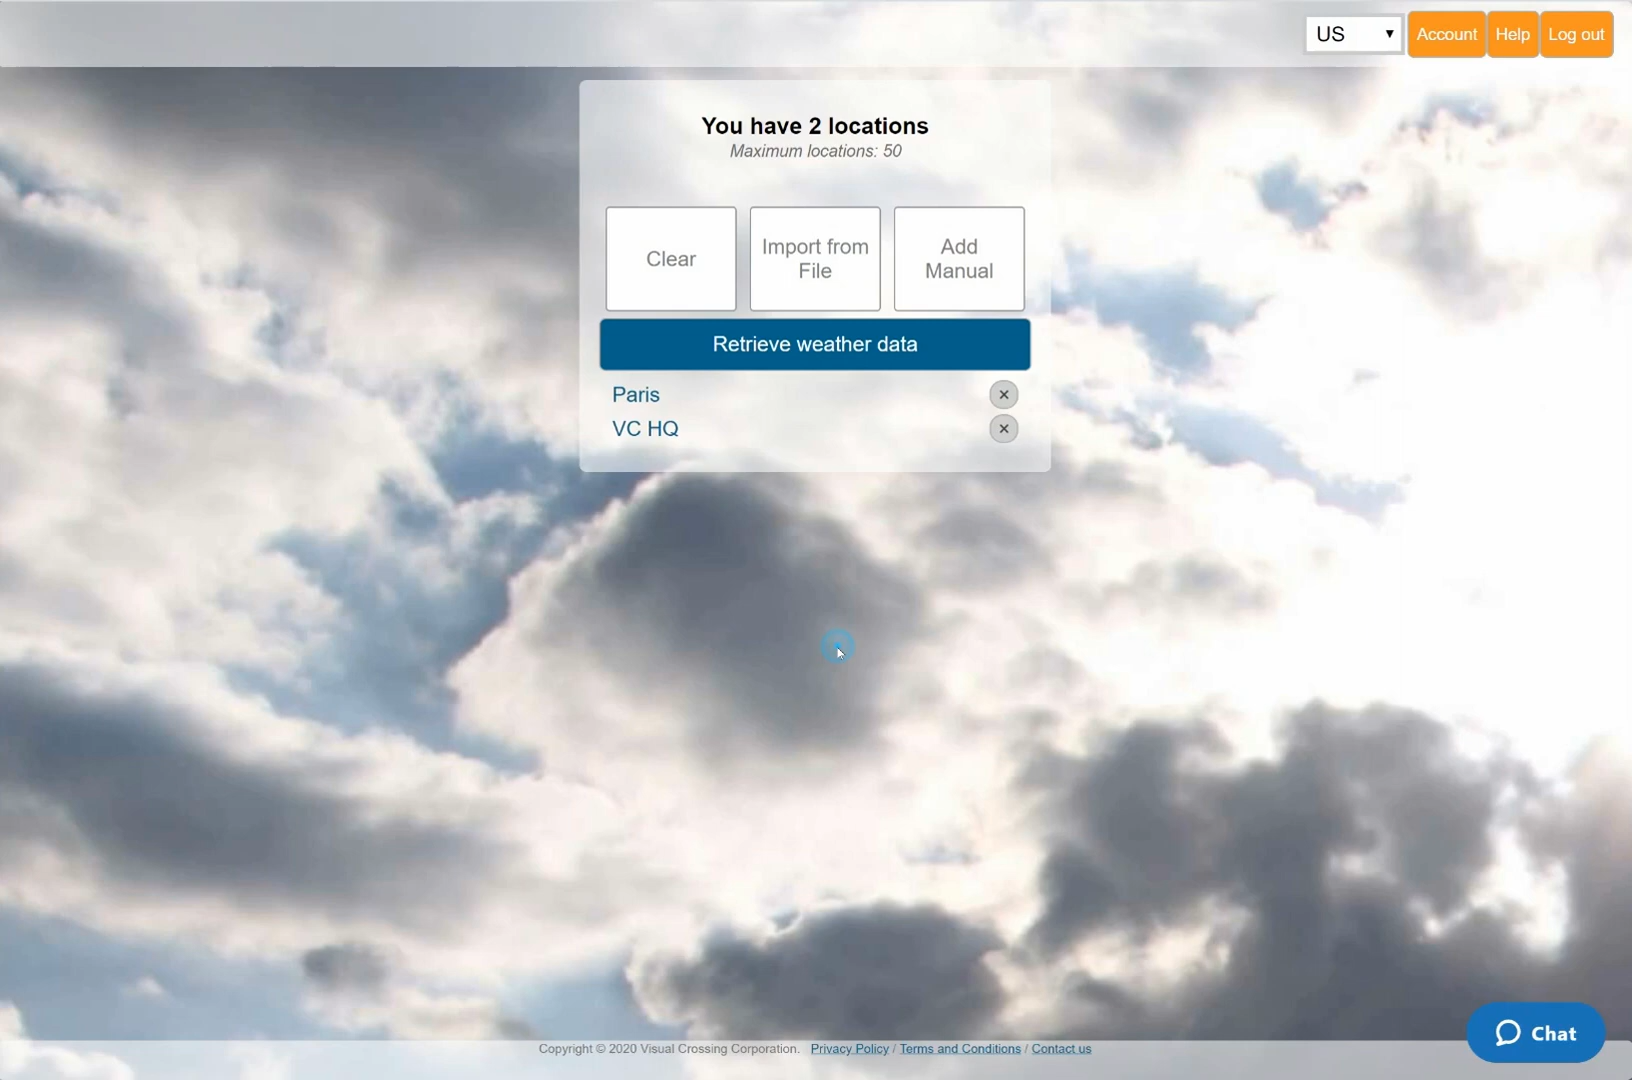 US
Account
Help
Log out
You have 2 locations
Maximum locations: 50
Clear
Import from
File
Add
Manual
Retrieve weather data
Paris
VC HQ
Copyright © 2020 Visual Crossing Corporation. Privacy Policy / Terms and Conditions / Contact us
Chat